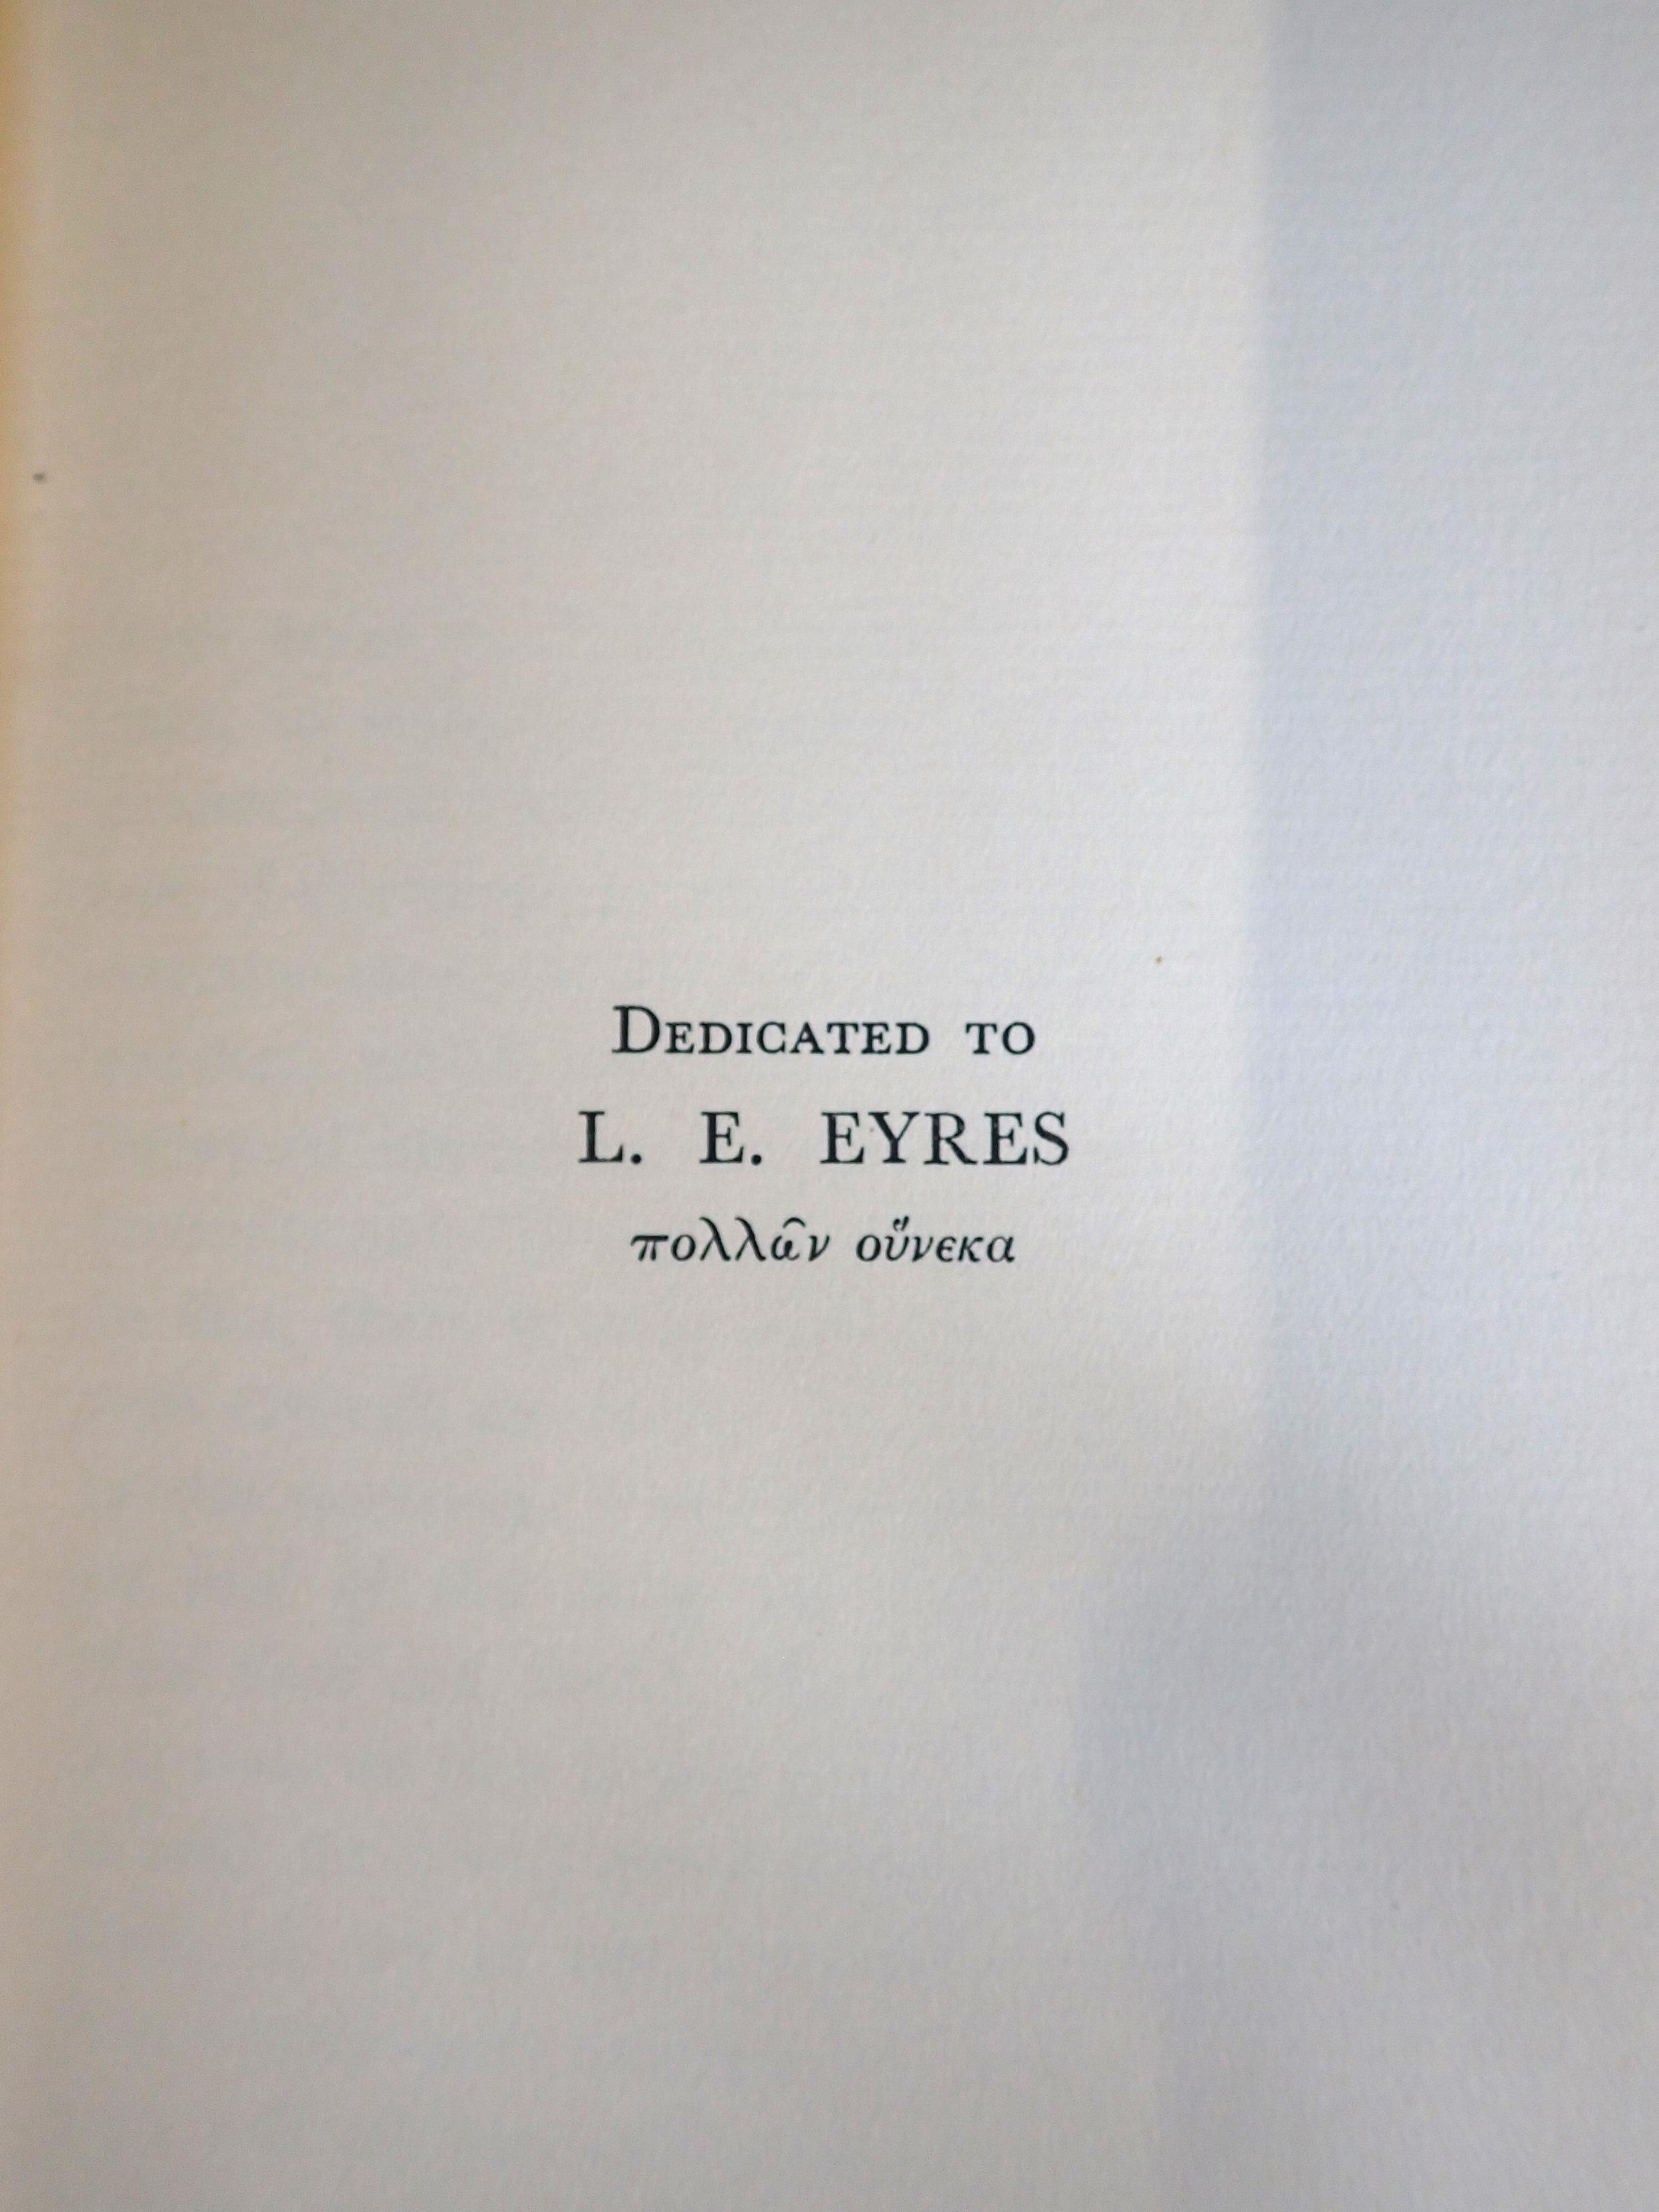 Dedicated to
L. E. EYRES
πολλῶν οὕνεκα